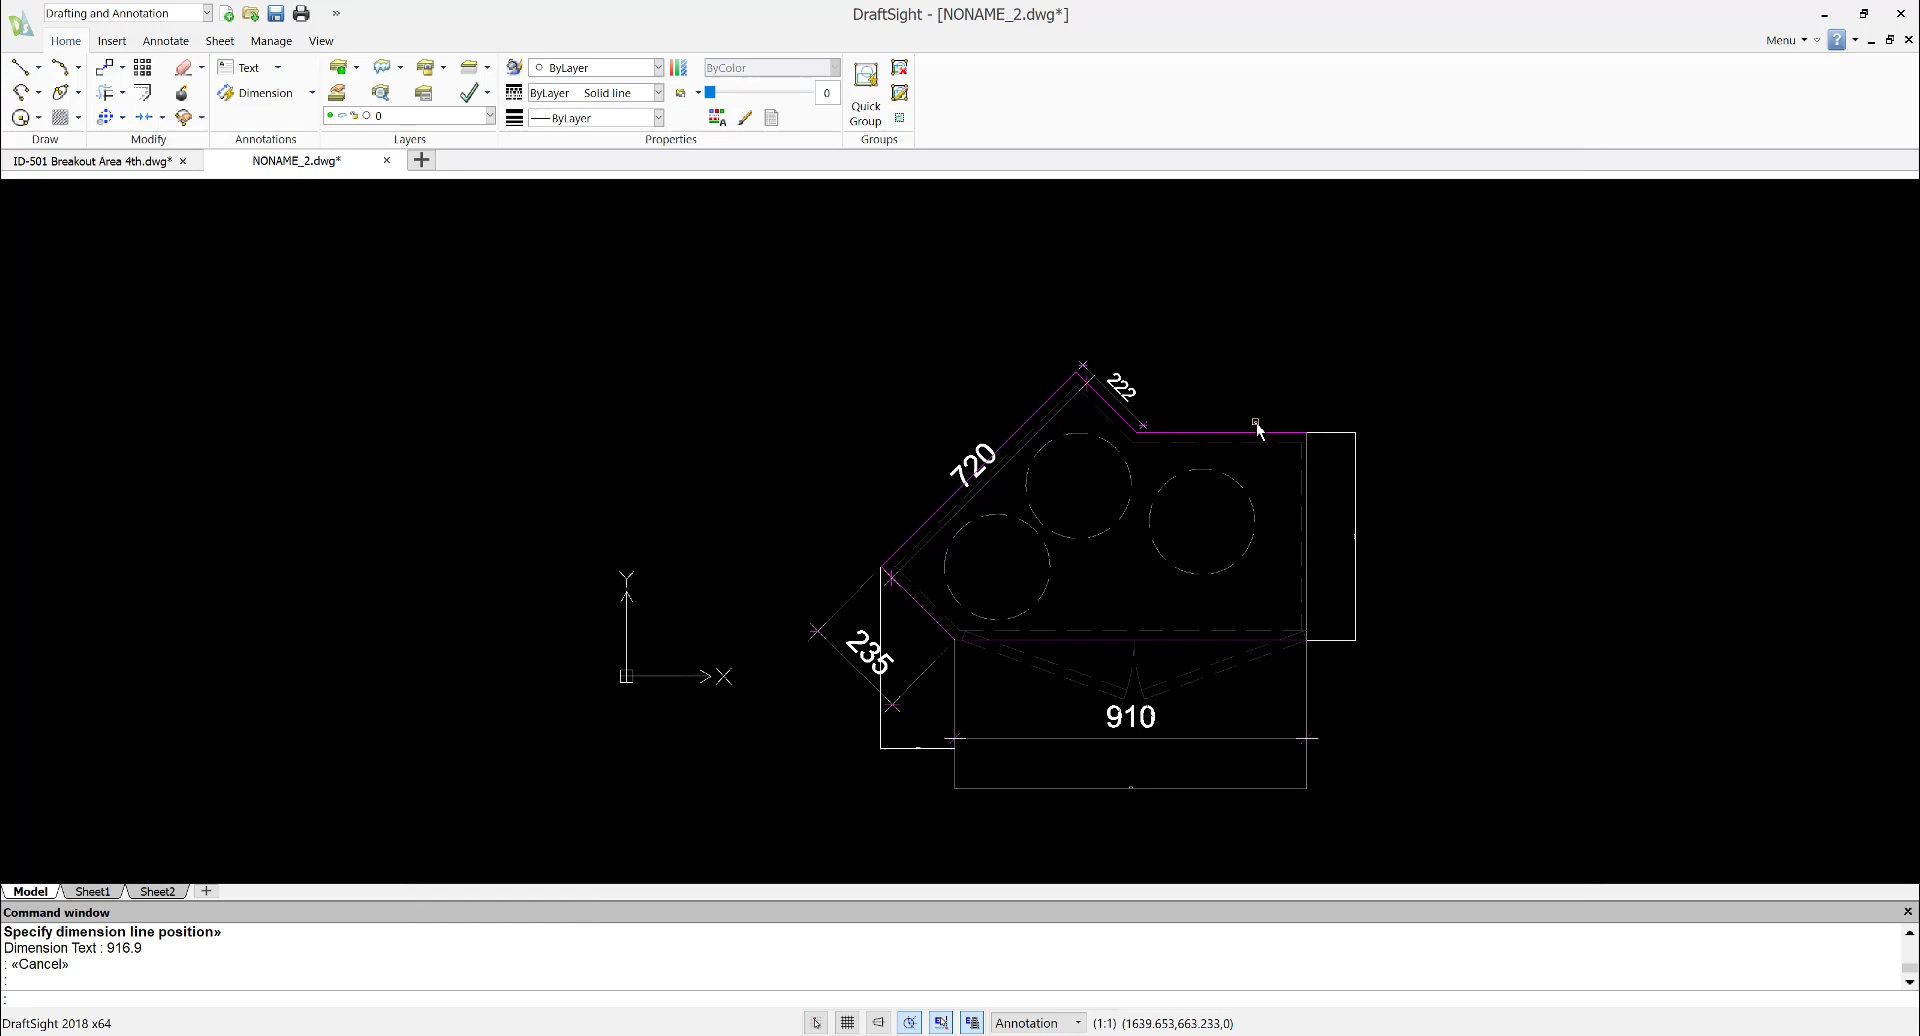 Drafting and Annotation
»
DraftSight - [NONAME_2.dwg*]
Home Insert Annotate Sheet Manage View
Menu ?
Text
ByLayer
ByColor
Dimension
ByLayer Solid line
0
0
ByLayer
Quick
Group
Draw Modify Annotations Layers Properties Groups
ID-501 Breakout Area 4th.dwg*
NONAME_2.dwg*
222
720
235
910
Y
X
Model Sheet1 Sheet2
Command window
Specify dimension line position»
Dimension Text : 916.9
: «Cancel»
:
:
DraftSight 2018 x64
Annotation
(1:1) (1639.653,663.233,0)